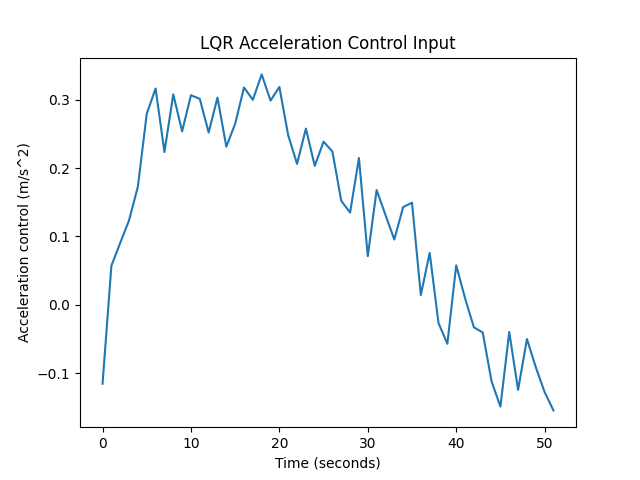 LQR Acceleration Control Input
Acceleration control (m/s^2)
0.3
0.2
0.1
0.0
−0.1
0 10 20 30 40 50
Time (seconds)